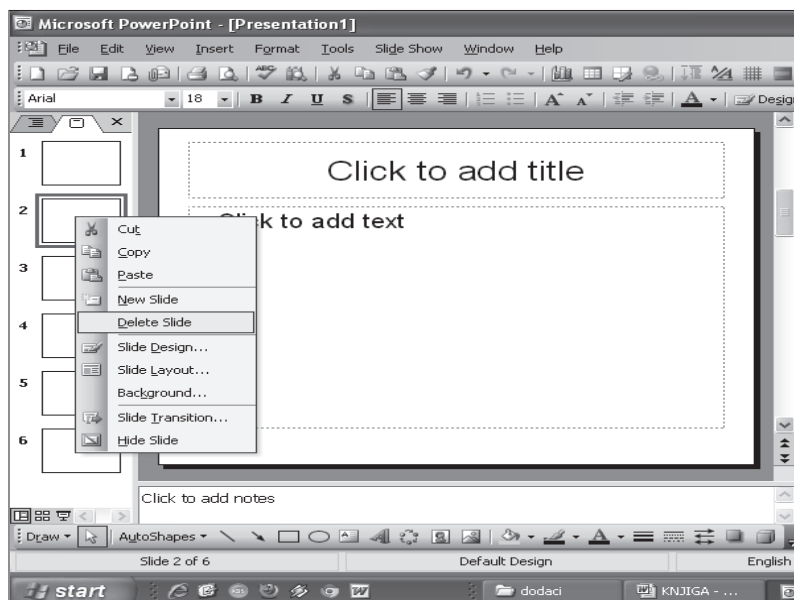 Microsoft PowerPoint - [Presentation1]
File Edit View Insert Format Tools Slide Show Window Help
Arial 18 B I U S A A A Design
1
Click to add title
2
Click to add text
Cut
Copy
3
Paste
New Slide
4
Delete Slide
Slide Design...
Slide Layout...
5
Background...
Slide Transition...
6
Hide Slide
Click to add notes
Draw AutoShapes A
Slide 2 of 6 Default Design English
start dodaci KNJIGA - ...